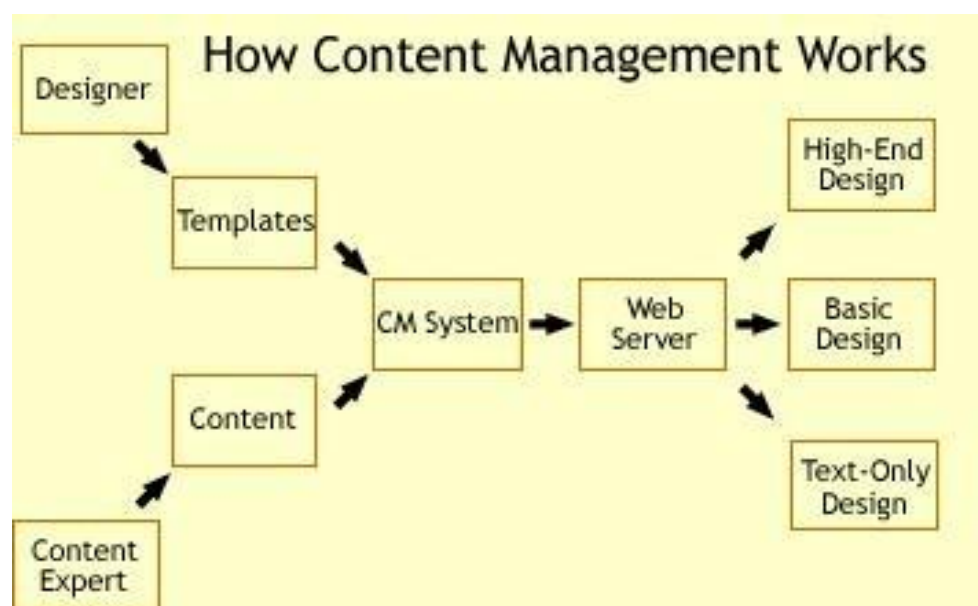 How Content Management Works
Designer
Templates
Content
Content
Expert
CM System
Web
Server
High-End
Design
Basic
Design
Text-Only
Design